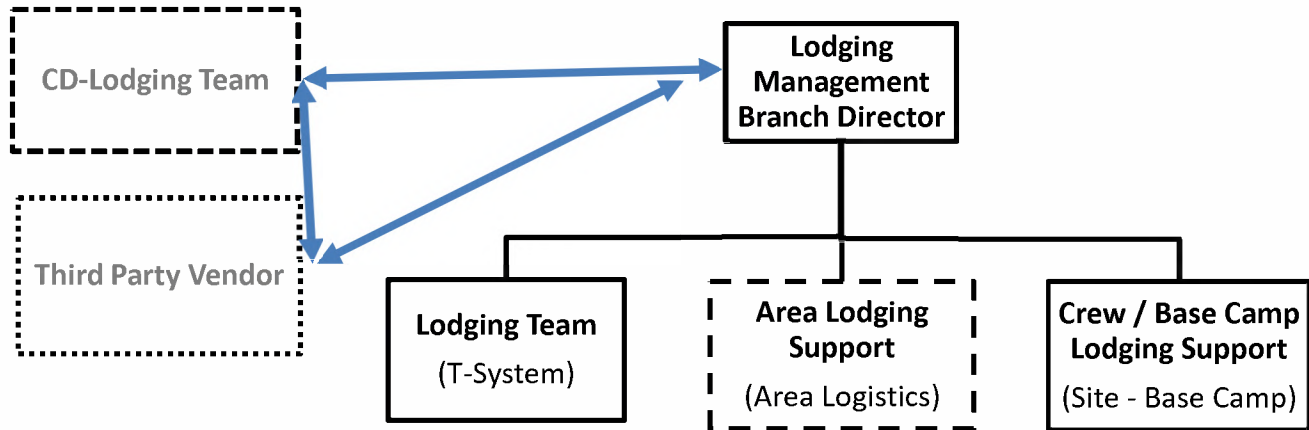 CD-Lodging Team
Lodging
Management
Branch Director
Third Party Vendor
Lodging Team
(T-System)
Area Lodging
Support
(Area Logistics)
Crew / Base Camp
Lodging Support
(Site - Base Camp)